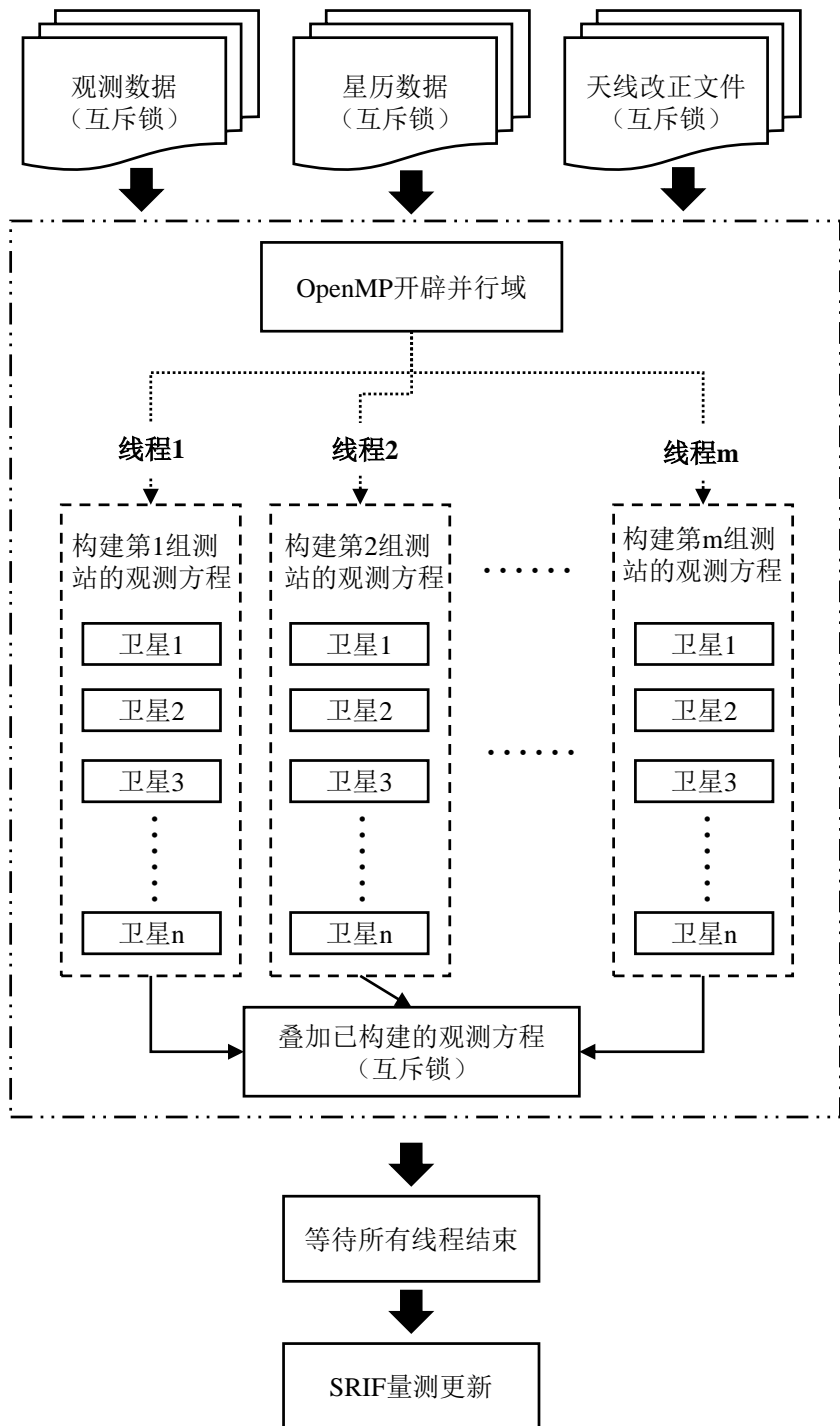 观测数据
（互斥锁）
星历数据
（互斥锁）
天线改正文件
（互斥锁）
OpenMP开辟并行域
线程1
线程2
线程m
构建第1组测
站的观测方程
卫星1
卫星2
卫星3
卫星n
构建第2组测
站的观测方程
卫星1
卫星2
卫星3
卫星n
······
······
构建第m组测
站的观测方程
卫星1
卫星2
卫星3
卫星n
叠加已构建的观测方程
（互斥锁）
等待所有线程结束
SRIF量测更新